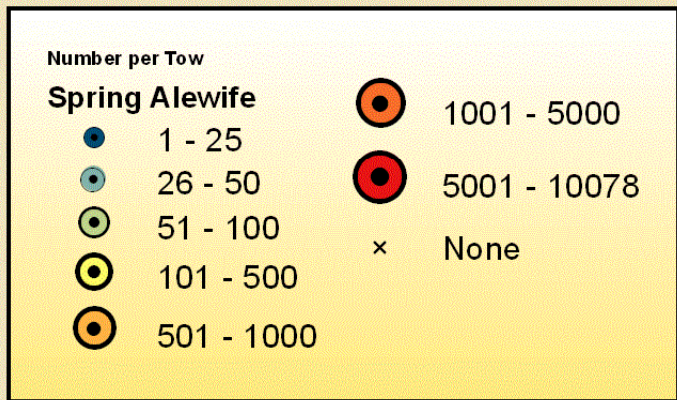 Number per Tow
Spring Alewife
1 - 25
26 - 50
51 - 100
101 - 500
501 - 1000
1001 - 5000
5001 - 10078
None